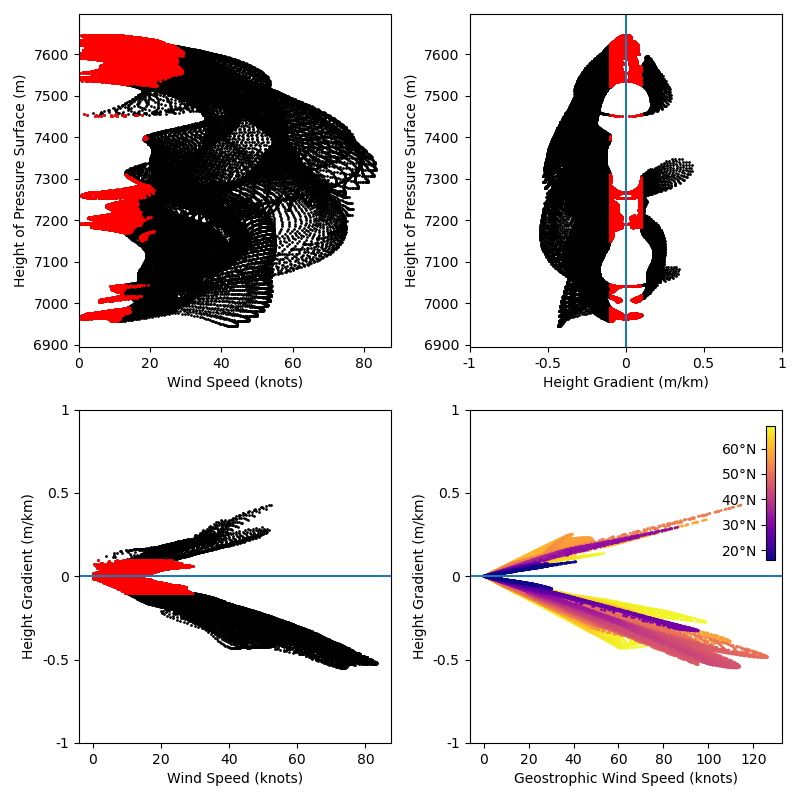 7600
7500
7400
7300
7200
7100
7000
6900
Height of Pressure Surface (m)
0 20 40 60 80
Wind Speed (knots)
7600
7500
7400
7300
7200
7100
7000
6900
Height of Pressure Surface (m)
-1 -0.5 0 0.5 1
Height Gradient (m/km)
1
0.5
0
-0.5
-1
Height Gradient (m/km)
0 20 40 60 80
Wind Speed (knots)
1
0.5
0
-0.5
-1
Height Gradient (m/km)
60°N
50°N
40°N
30°N
20°N
0 20 40 60 80 100 120
Geostrophic Wind Speed (knots)